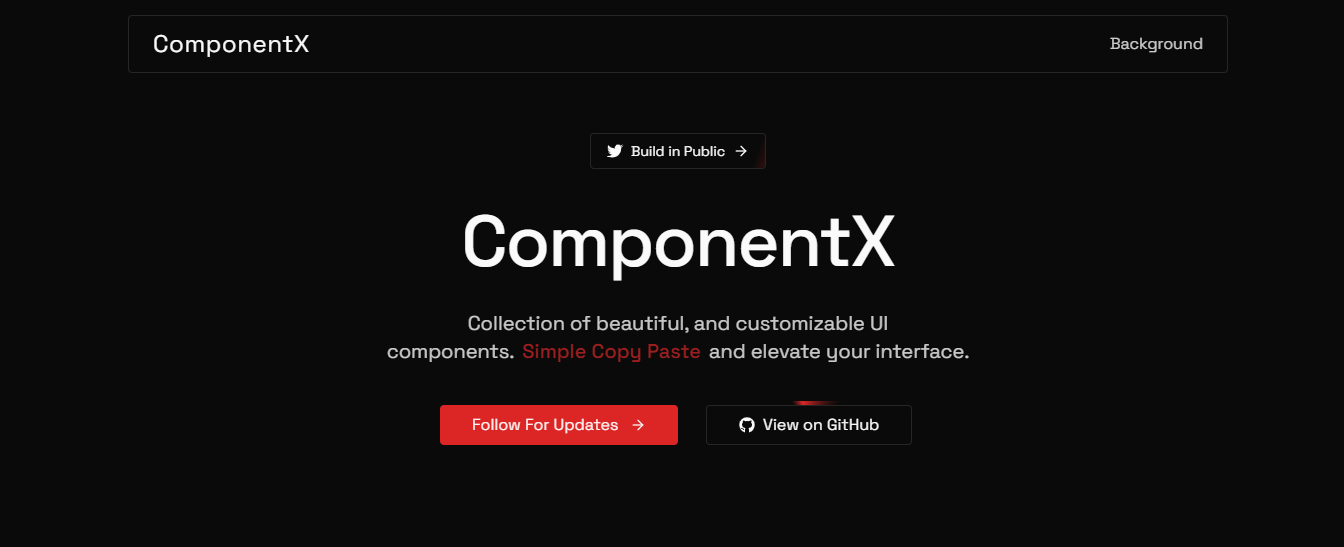 ComponentX
Background
Build in Public
ComponentX
Collection of beautiful, and customizable UI
components. Simple Copy Paste and elevate your interface.
Follow For Updates
View on GitHub